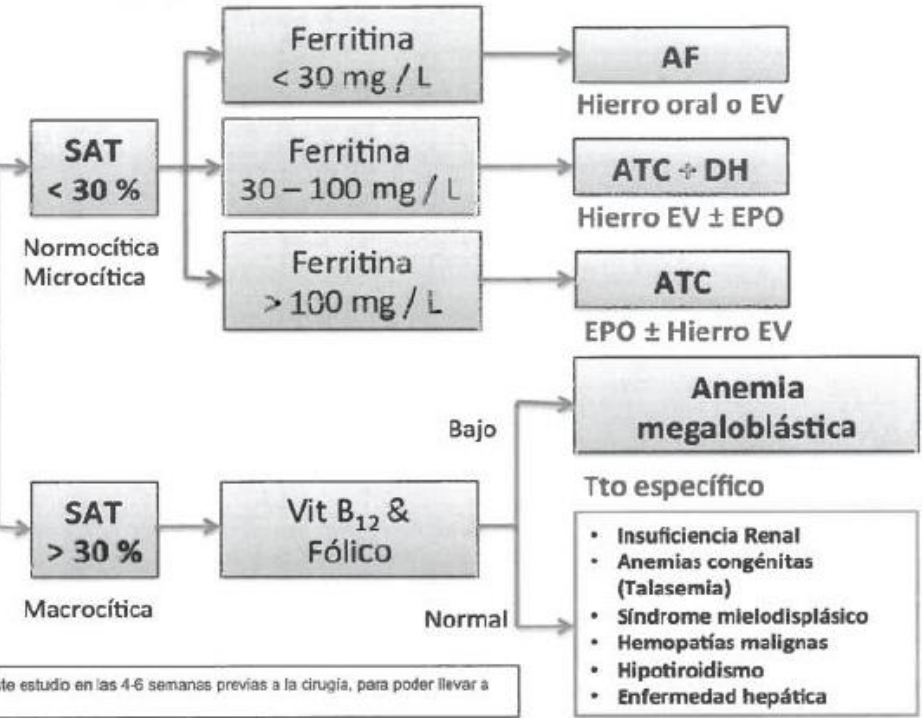 Ferritina
< 30 mg / L
AF
Hierro oral o EV
SAT
< 30 %
Normocítica
Microcítica
Ferritina
30 – 100 mg / L
ATC + DH
Hierro EV ± EPO
Ferritina
> 100 mg / L
ATC
EPO ± Hierro EV
Bajo
Anemia
megaloblástica
SAT
> 30 %
Macrocítica
Vit B12 &
Fólico
Normal
Tto específico
• Insuficiencia Renal
• Anemias congénitas
(Talasemia)
• Síndrome mielodisplásico
• Hemopatías malignas
• Hipotiroidismo
• Enfermedad hepática
ste estudio en las 4-6 semanas previas a la cirugía, para poder llevar a